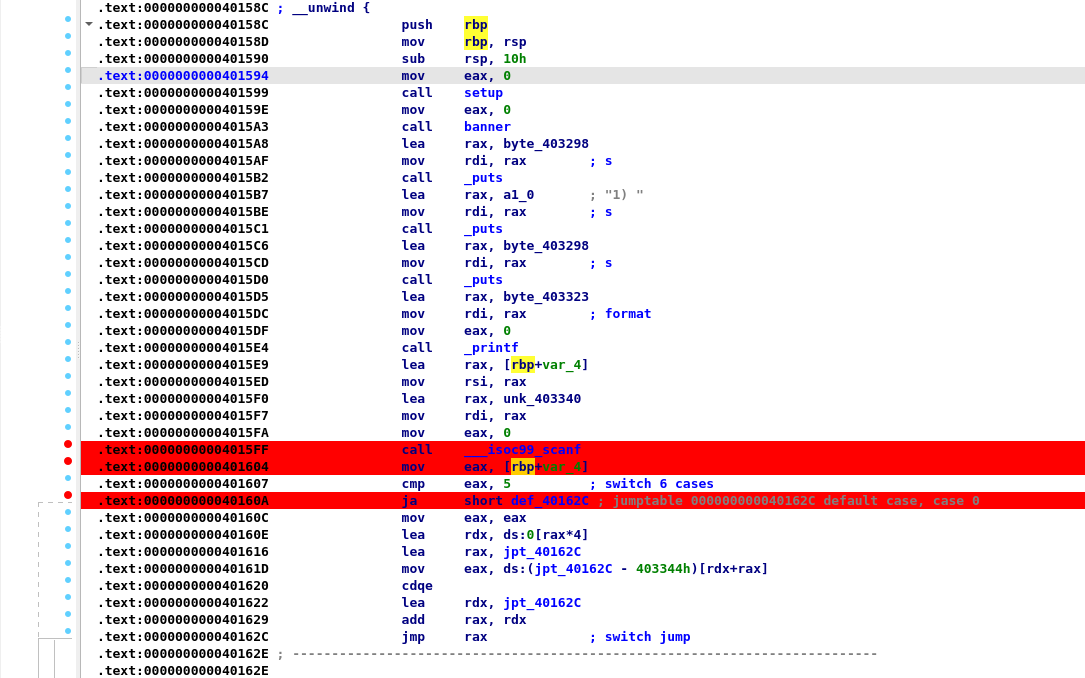 .text:000000000040158C ; __unwind {
.text:000000000040158C push rbp
.text:000000000040158D mov rbp, rsp
.text:0000000000401590 sub rsp, 10h
.text:0000000000401594 mov eax, 0
.text:0000000000401599 call setup
.text:000000000040159E mov eax, 0
.text:00000000004015A3 call banner
.text:00000000004015A8 lea rax, byte_403298
.text:00000000004015AF mov rdi, rax ; s
.text:00000000004015B2 call _puts
.text:00000000004015B7 lea rax, a1_0 ; "1) "
.text:00000000004015BE mov rdi, rax ; s
.text:00000000004015C1 call _puts
.text:00000000004015C6 lea rax, byte_403298
.text:00000000004015CD mov rdi, rax ; s
.text:00000000004015D0 call _puts
.text:00000000004015D5 lea rax, byte_403323
.text:00000000004015DC mov rdi, rax ; format
.text:00000000004015DF mov eax, 0
.text:00000000004015E4 call _printf
.text:00000000004015E9 lea rax, [rbp+var_4]
.text:00000000004015ED mov rsi, rax
.text:00000000004015F0 lea rax, unk_403340
.text:00000000004015F7 mov rdi, rax
.text:00000000004015FA mov eax, 0
.text:00000000004015FF call ___isoc99_scanf
.text:0000000000401604 mov eax, [rbp+var_4]
.text:0000000000401607 cmp eax, 5 ; switch 6 cases
.text:000000000040160A ja short def_40162C ; jumptable 000000000040162C default case, case 0
.text:000000000040160C mov eax, eax
.text:000000000040160E lea rdx, ds:0[rax*4]
.text:0000000000401616 lea rax, jpt_40162C
.text:000000000040161D mov eax, ds:(jpt_40162C - 403344h)[rdx+rax]
.text:0000000000401620 cdqe
.text:0000000000401622 lea rdx, jpt_40162C
.text:0000000000401629 add rax, rdx
.text:000000000040162C jmp rax ; switch jump
.text:000000000040162E ; ---------------------------------------------------------------------------
.text:000000000040162E